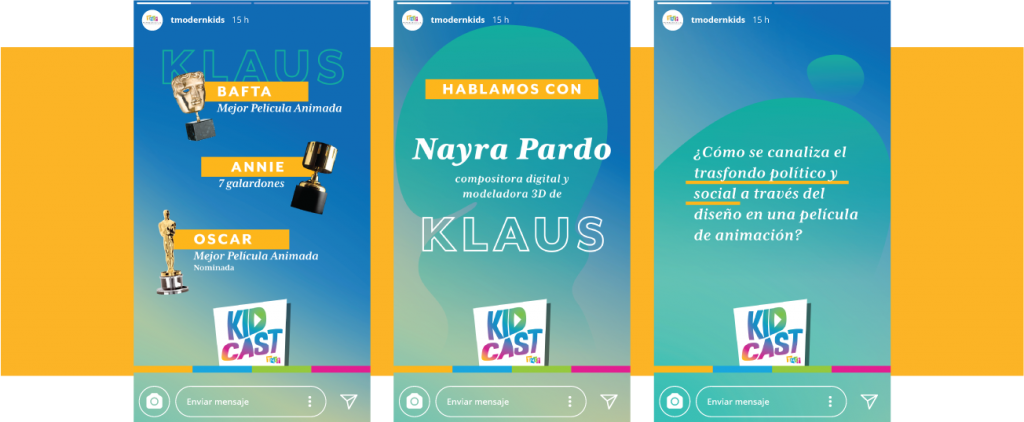 tmodernkids 15 h
KLAUS
BAFTA
Mejor Película Animada
ANNIE
7 galardones
OSCAR
Mejor Película Animada
Nominada
KID
CAST
Enviar mensaje
tmodernkids 15 h
HABLAMOS CON
Nayra Pardo
compositora digital y
modeladora 3D de
KLAUS
KID
CAST
Enviar mensaje
tmodernkids 15 h
¿Cómo se canaliza el
trasfondo político y
social a través del
diseño en una película
de animación?
KID
CAST
Enviar mensaje